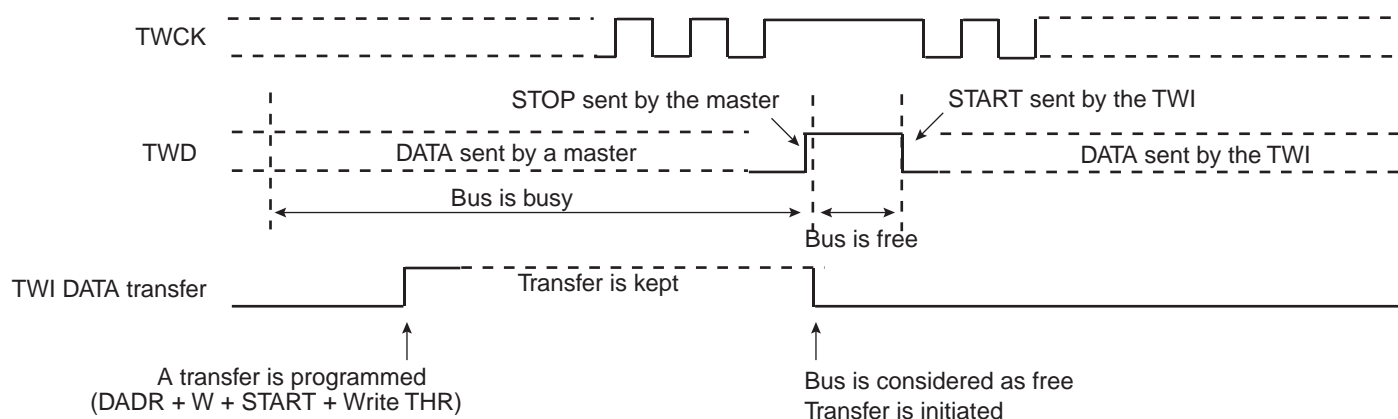 TWCK
STOP sent by the master
START sent by the TWI
TWD
DATA sent by a master
DATA sent by the TWI
Bus is busy
Bus is free
TWI DATA transfer
Transfer is kept
A transfer is programmed
(DADR + W + START + Write THR)
Bus is considered as free
Transfer is initiated